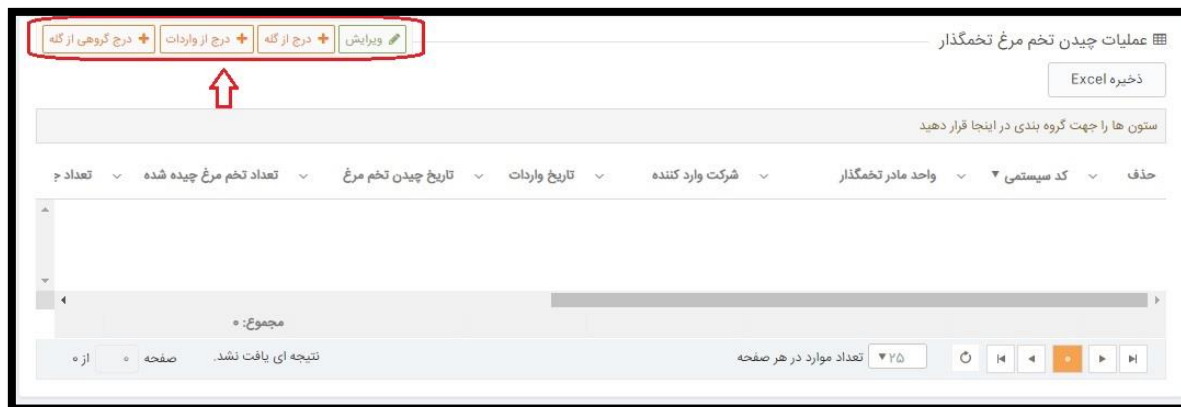 عملیات چیدن تخم مرغ تخمگذار
ویرایش درج از گله درج از واردات درج گروهی از گله
ذخیره Excel
ستون ها را جهت گروه بندی در اینجا قرار دهید
حذف کد سیستمی واحد مادر تخمگذار شرکت وارد کننده تاریخ واردات تاریخ چیدن تخم مرغ تعداد تخم مرغ چیده شده تعداد ج
مجموع: ۰
۰ ۲۵ تعداد موارد در هر صفحه نتیجه ای یافت نشد. صفحه ۰ از ۰